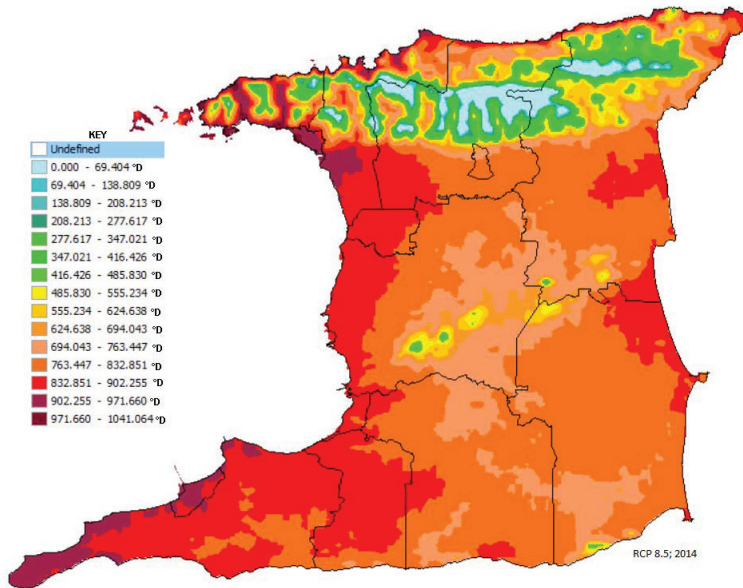 KEY
Undefined
0.000 - 69.404 °D
69.404 - 138.809 °D
138.809 - 208.213 °D
208.213 - 277.617 °D
277.617 - 347.021 °D
347.021 - 416.426 °D
416.426 - 485.830 °D
485.830 - 555.234 °D
555.234 - 624.638 °D
624.638 - 694.043 °D
694.043 - 763.447 °D
763.447 - 832.851 °D
832.851 - 902.255 °D
902.255 - 971.660 °D
971.660 - 1041.064 °D
RCP 8.5; 2014